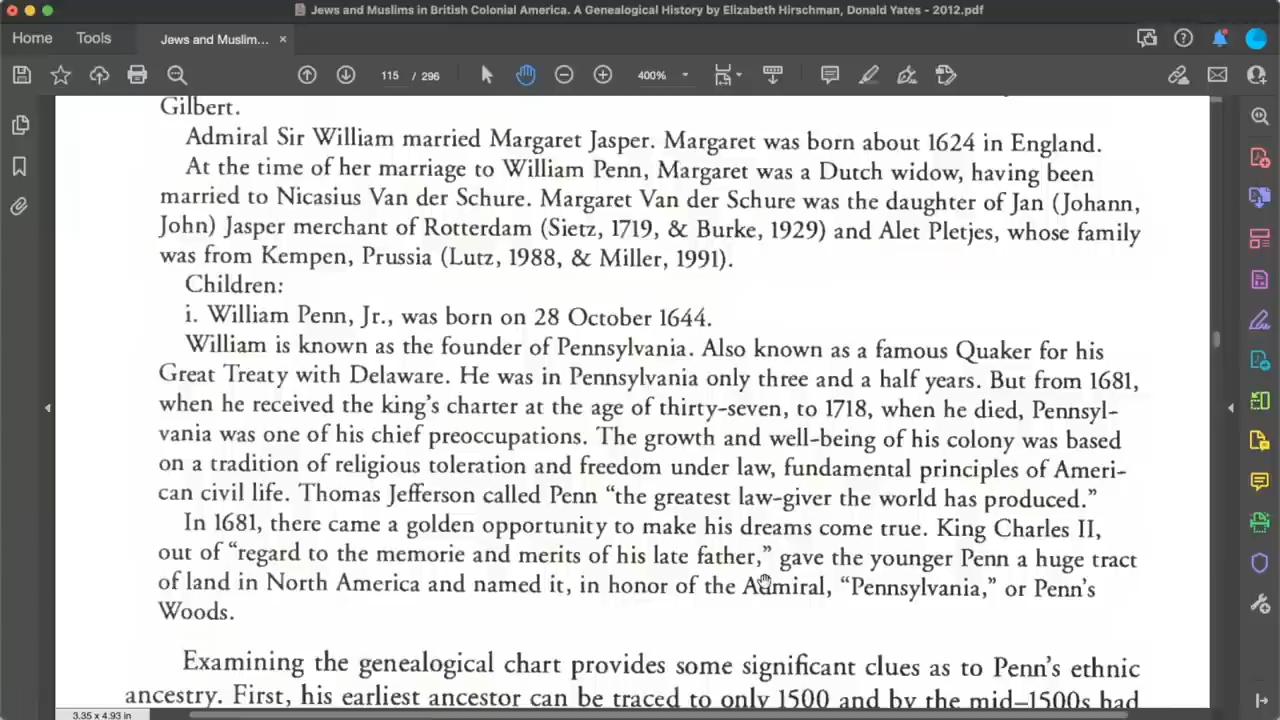 Jews and Muslims in British Colonial America. A Genealogical History by Elizabeth Hirschman, Donald Yates - 2012.pdf
Home Tools Jews and Muslim... ×
115 / 296 400%
Gilbert.
Admiral Sir William married Margaret Jasper. Margaret was born about 1624 in England.
At the time of her marriage to William Penn, Margaret was a Dutch widow, having been
married to Nicasius Van der Schure. Margaret Van der Schure was the daughter of Jan (Johann,
John) Jasper merchant of Rotterdam (Sietz, 1719, & Burke, 1929) and Alet Pletjes, whose family
was from Kempen, Prussia (Lutz, 1988, & Miller, 1991).
Children:
i. William Penn, Jr., was born on 28 October 1644.
William is known as the founder of Pennsylvania. Also known as a famous Quaker for his
Great Treaty with Delaware. He was in Pennsylvania only three and a half years. But from 1681,
when he received the king's charter at the age of thirty-seven, to 1718, when he died, Pennsyl-
vania was one of his chief preoccupations. The growth and well-being of his colony was based
on a tradition of religious toleration and freedom under law, fundamental principles of Ameri-
can civil life. Thomas Jefferson called Penn “the greatest law-giver the world has produced.”
In 1681, there came a golden opportunity to make his dreams come true. King Charles II,
out of “regard to the memorie and merits of his late father,” gave the younger Penn a huge tract
of land in North America and named it, in honor of the Admiral, “Pennsylvania,” or Penn's
Woods.
Examining the genealogical chart provides some significant clues as to Penn's ethnic
ancestry. First, his earliest ancestor can be traced to only 1500 and by the mid–1500s had
3.35 x 4.93 in